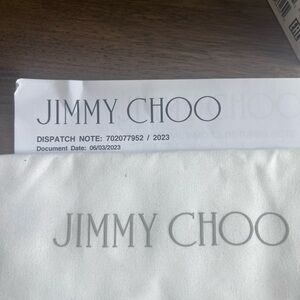 JIMMY CHOO
DISPATCH NOTE: 702077952 / 2023
Document Date: 06/03/2023
JIMMY CHOO